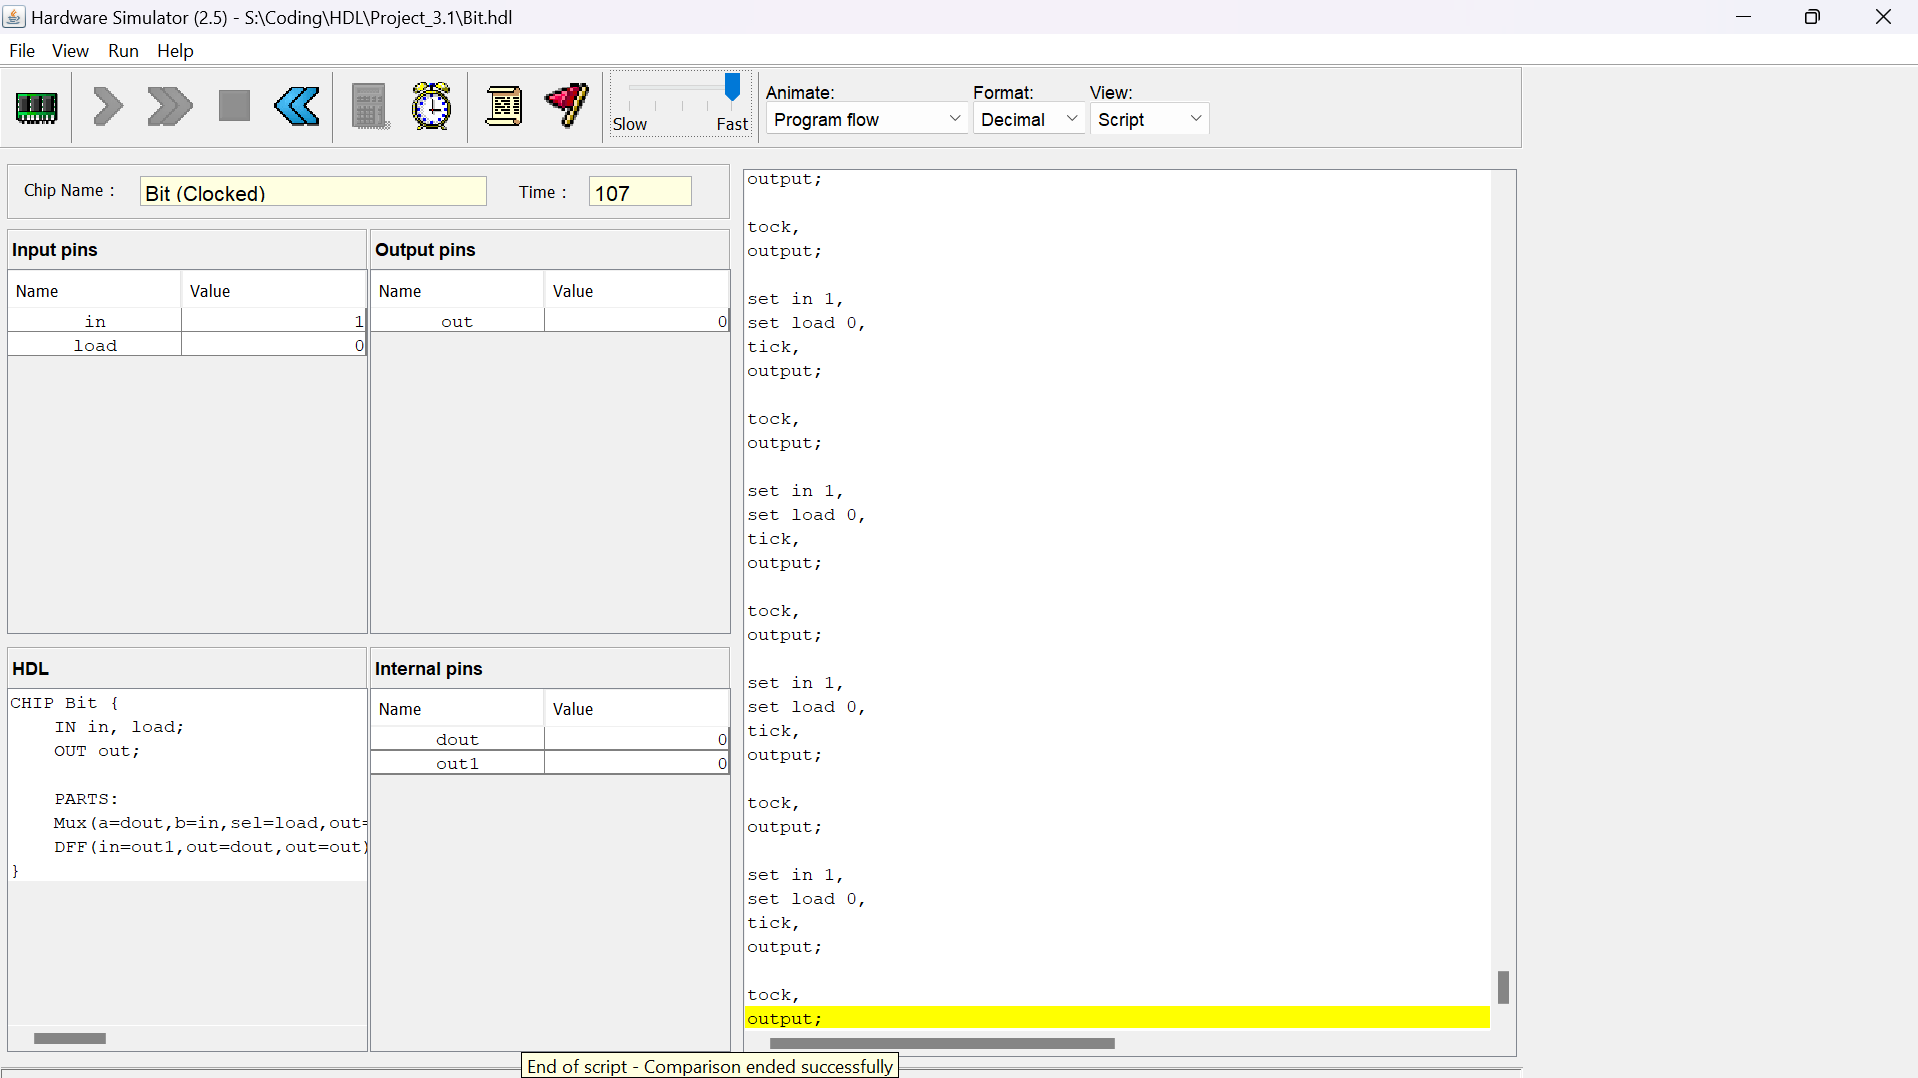 Hardware Simulator (2.5) - S:\Coding\HDL\Project_3.1\Bit.hdl
File View Run Help
Slow Fast
Animate: Format: View:
Program flow Decimal Script
Chip Name : Bit (Clocked) Time : 107
Input pins
Name Value
in 1
load 0
Output pins
Name Value
out 0
HDL
CHIP Bit {
    IN in, load;
    OUT out;

    PARTS:
    Mux(a=dout,b=in,sel=load,out=
    DFF(in=out1,out=dout,out=out)
}
Internal pins
Name Value
dout 0
out1 0
output;

tock,
output;

set in 1,
set load 0,
tick,
output;

tock,
output;

set in 1,
set load 0,
tick,
output;

tock,
output;

set in 1,
set load 0,
tick,
output;

tock,
output;

set in 1,
set load 0,
tick,
output;

tock,
output;
End of script - Comparison ended successfully